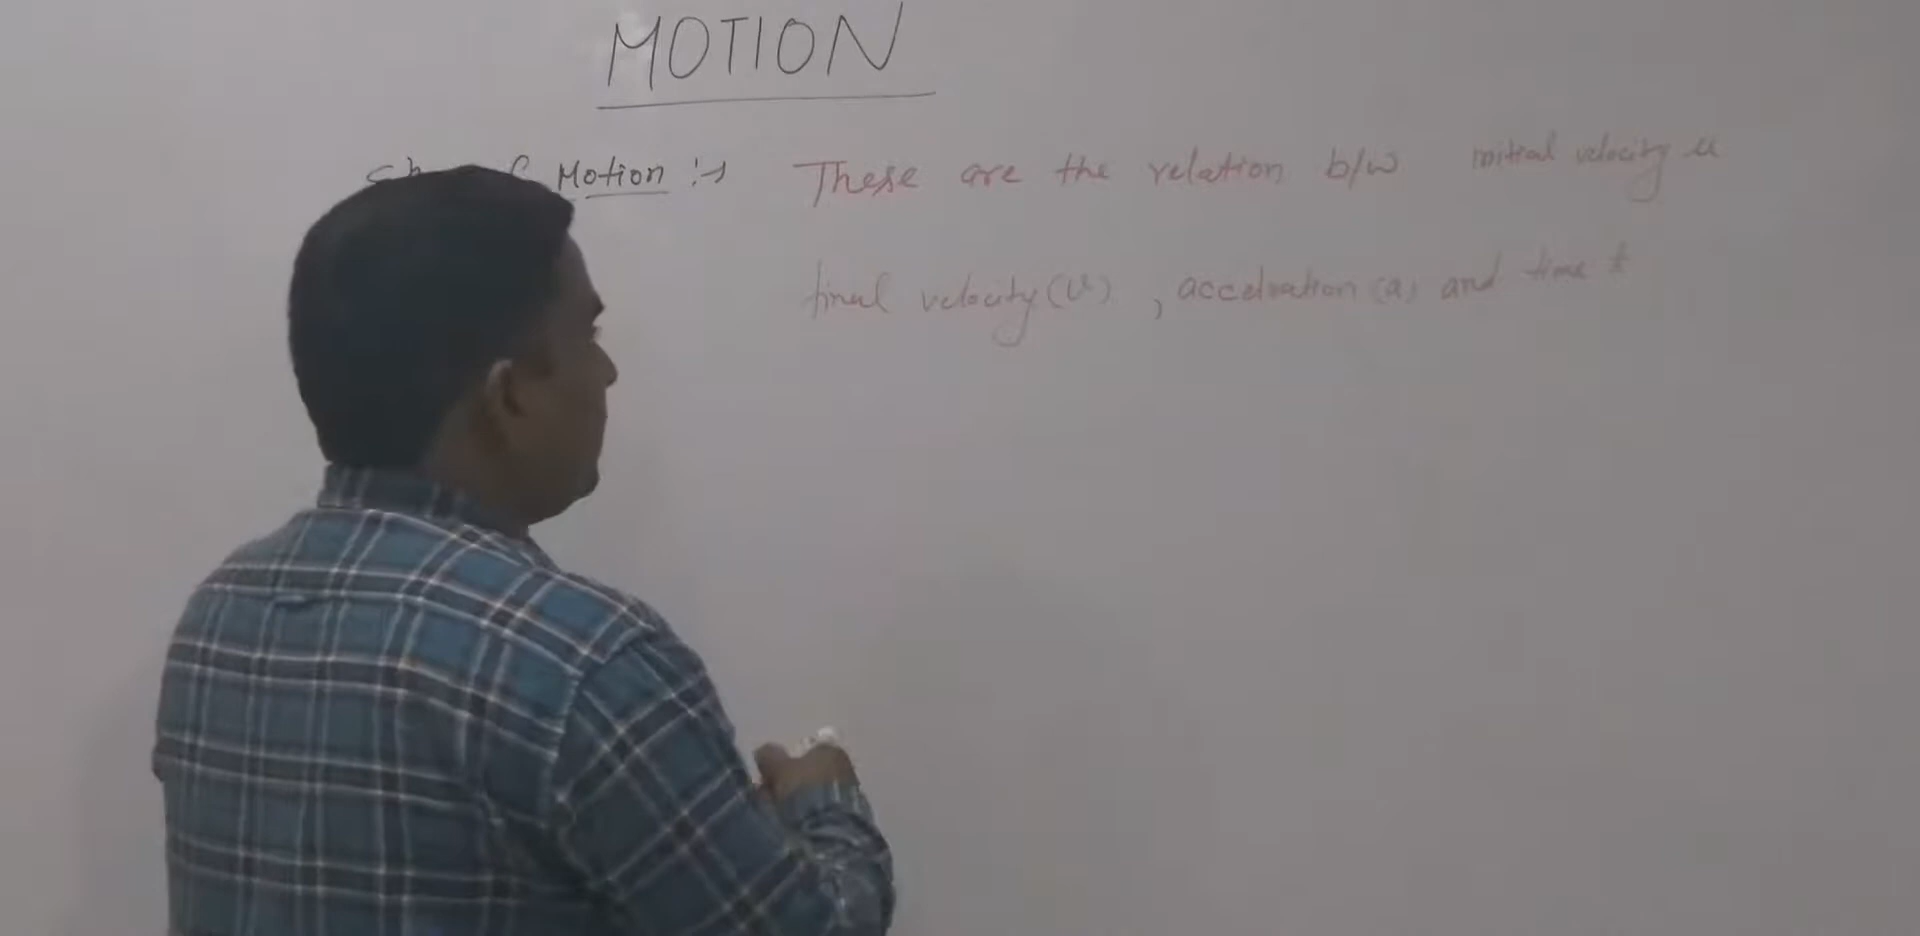 MOTION
Motion :- These are the relation b/w initial velocity u
final velocity (v) , acceleration (a) and time t